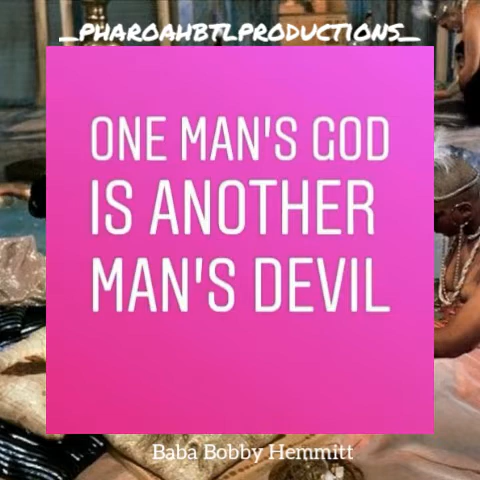 _PHAROAHBTLPRODUCTIONS_
ONE MAN'S GOD
IS ANOTHER
MAN'S DEVIL
Baba Bobby Hemmitt